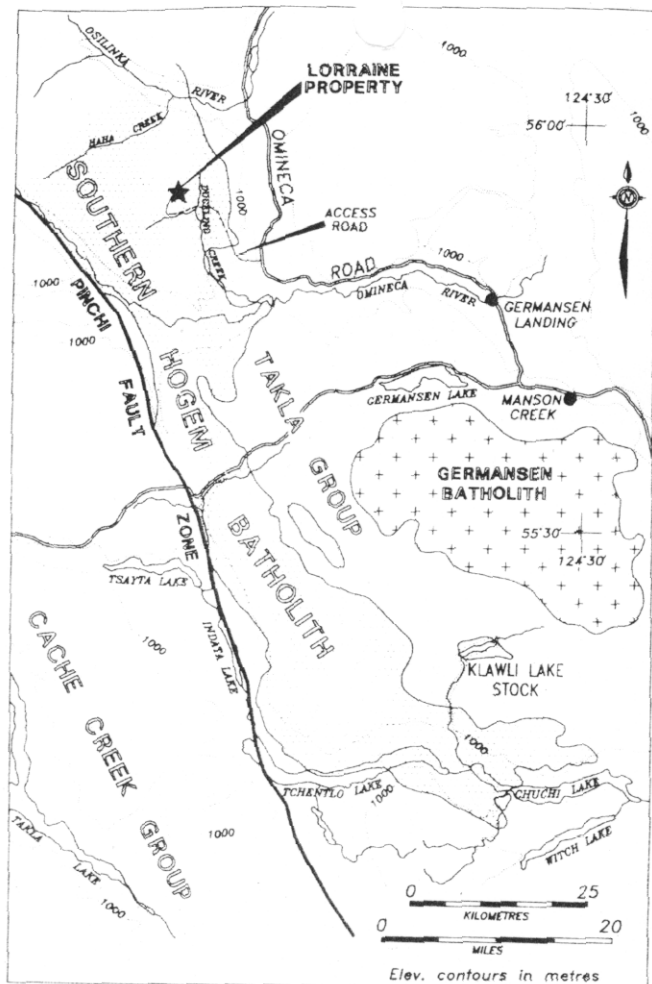 OSILINKA
RIVER
LORRAINE
PROPERTY
1000
124°30'
56°00'
1000
HAHA CREEK
OMINECA
1000
DUCKLING
CREEK
ACCESS
ROAD
SOUTHERN
ROAD
1000
OMINECA RIVER
GERMANSEN
LANDING
1000
PINCHI
1000
FAULT
ZONE
HOGEM
BATHOLITH
TAKLA
GROUP
GERMANSEN LAKE
MANSON
CREEK
GERMANSEN
BATHOLITH
55°30'
124°30'
TSAYTA LAKE
INDATA LAKE
1000
CACHE CREEK GROUP
KLAWLI LAKE
STOCK
1000
TCHENTLO LAKE
1000
CHUCHI LAKE
WITCH LAKE
TAKLA
LAKE
1000
1000
0 25
KILOMETRES
0 20
MILES
Elev. contours in metres